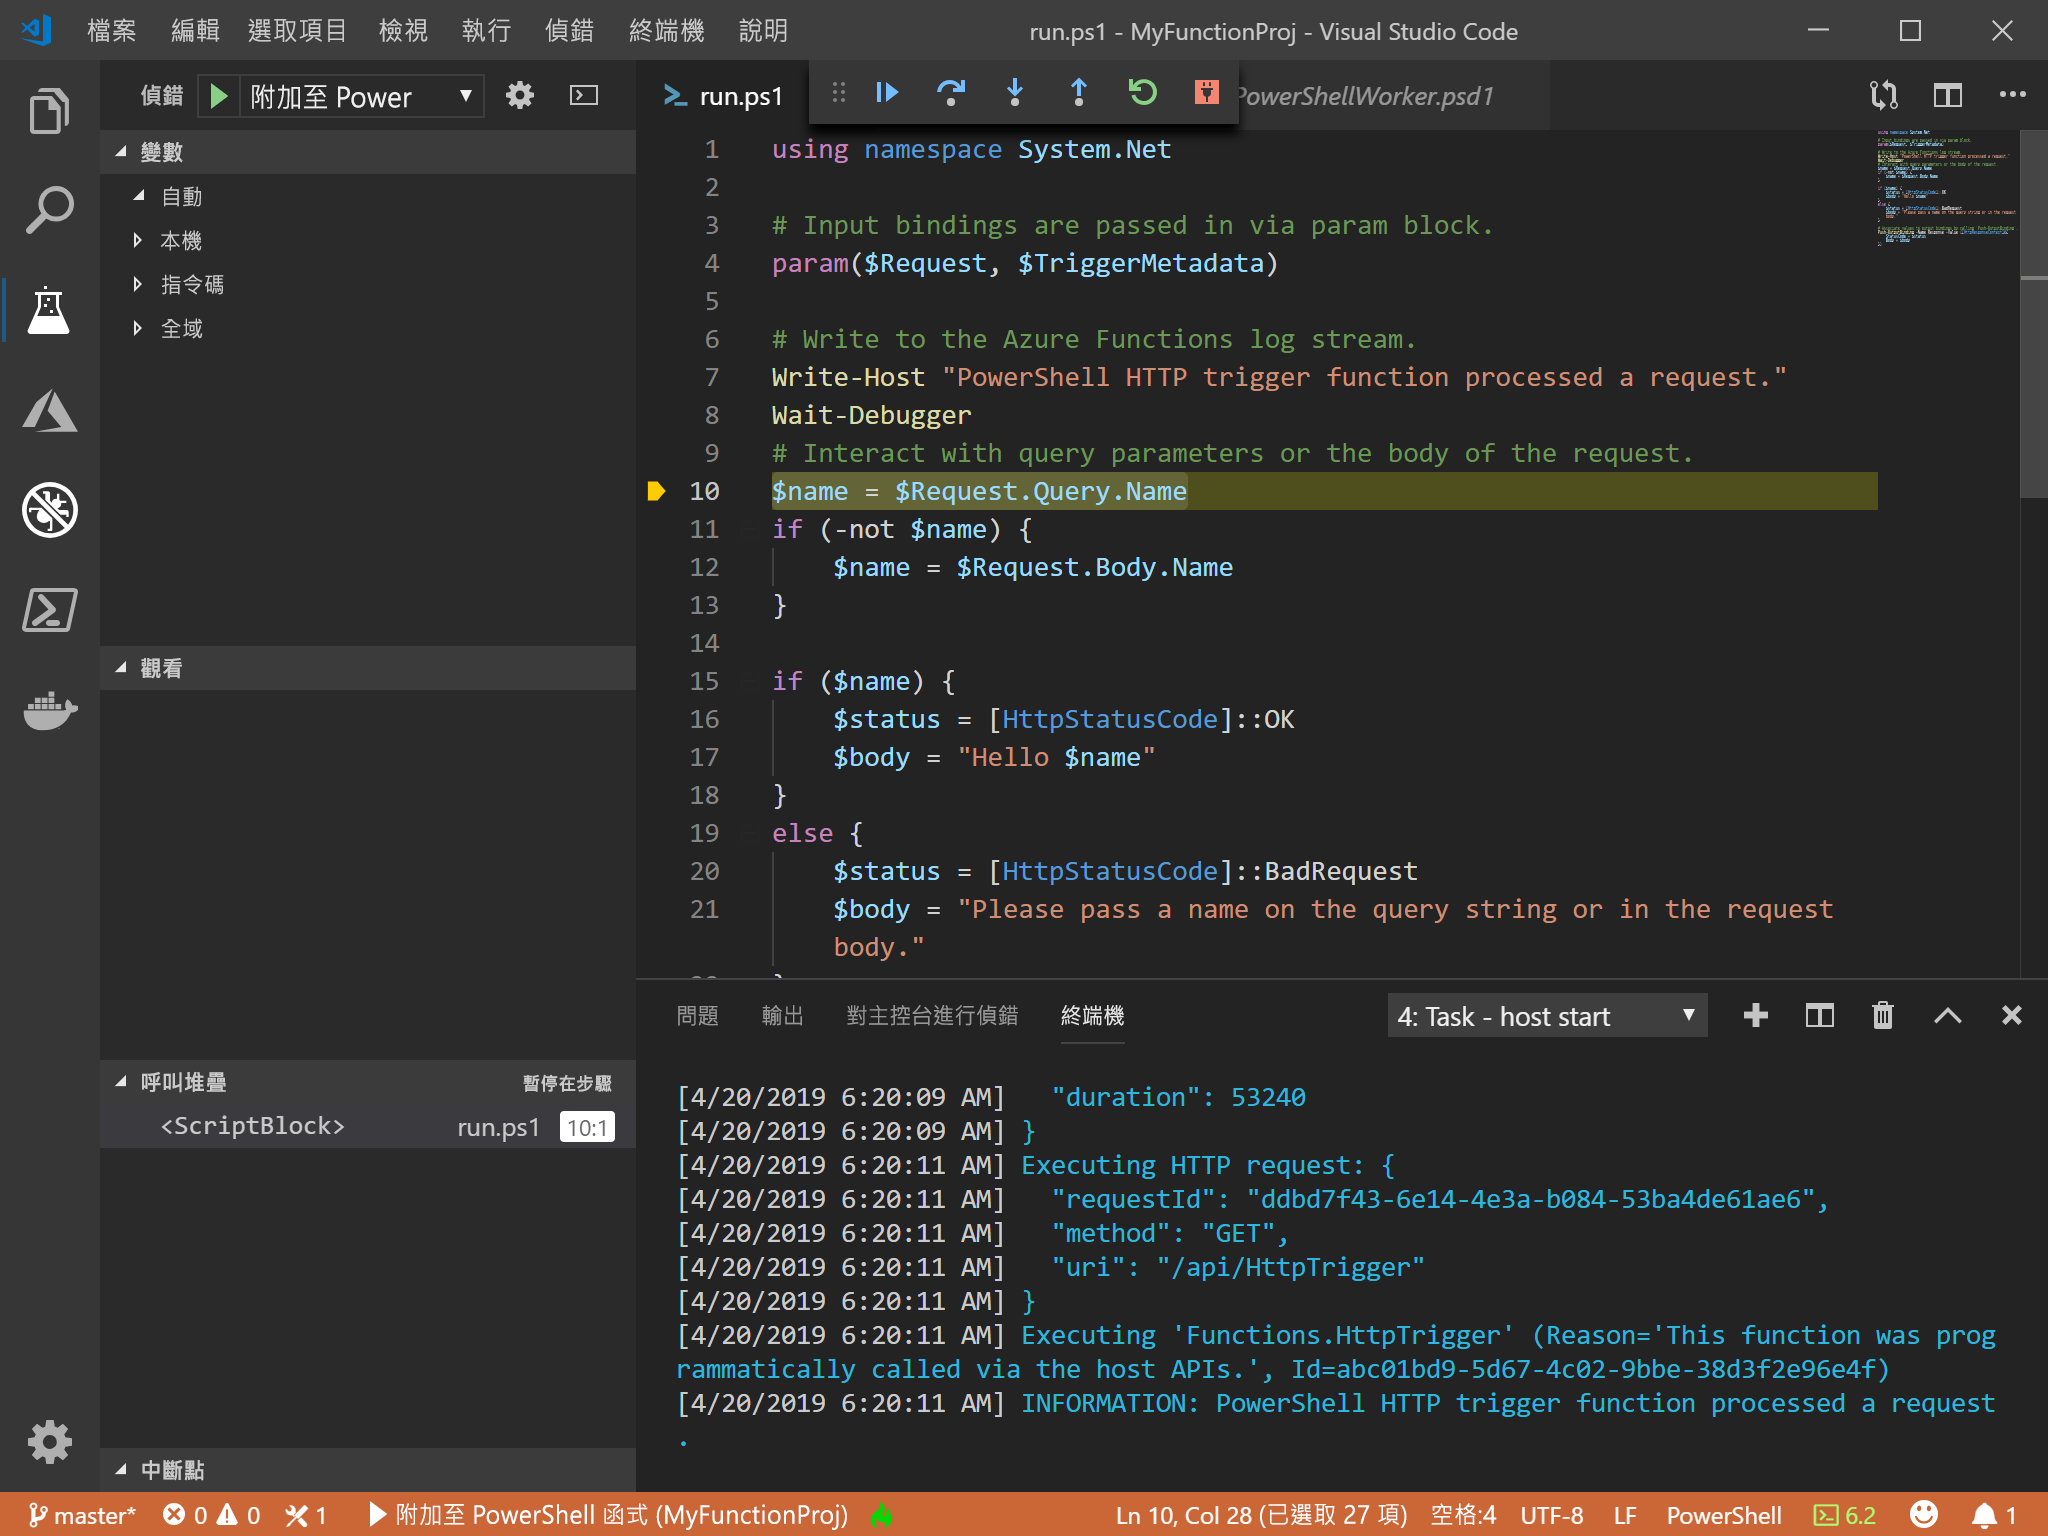 檔案 編輯 選取項目 檢視 執行 偵錯 終端機 說明 run.ps1 - MyFunctionProj - Visual Studio Code
偵錯 附加至 Power
run.ps1 PowerShellWorker.psd1
變數
自動
本機
指令碼
全域
觀看
呼叫堆疊 暫停在步驟
<ScriptBlock> run.ps1 10:1
中斷點
1 using namespace System.Net
2
3 # Input bindings are passed in via param block.
4 param($Request, $TriggerMetadata)
5
6 # Write to the Azure Functions log stream.
7 Write-Host "PowerShell HTTP trigger function processed a request."
8 Wait-Debugger
9 # Interact with query parameters or the body of the request.
10 $name = $Request.Query.Name
11 if (-not $name) {
12 $name = $Request.Body.Name
13 }
14
15 if ($name) {
16 $status = [HttpStatusCode]::OK
17 $body = "Hello $name"
18 }
19 else {
20 $status = [HttpStatusCode]::BadRequest
21 $body = "Please pass a name on the query string or in the request
body."
問題 輸出 對主控台進行偵錯 終端機 4: Task - host start
[4/20/2019 6:20:09 AM]   "duration": 53240
[4/20/2019 6:20:09 AM] }
[4/20/2019 6:20:11 AM] Executing HTTP request: {
[4/20/2019 6:20:11 AM]   "requestId": "ddbd7f43-6e14-4e3a-b084-53ba4de61ae6",
[4/20/2019 6:20:11 AM]   "method": "GET",
[4/20/2019 6:20:11 AM]   "uri": "/api/HttpTrigger"
[4/20/2019 6:20:11 AM] }
[4/20/2019 6:20:11 AM] Executing 'Functions.HttpTrigger' (Reason='This function was prog
rammatically called via the host APIs.', Id=abc01bd9-5d67-4c02-9bbe-38d3f2e96e4f)
[4/20/2019 6:20:11 AM] INFORMATION: PowerShell HTTP trigger function processed a request
.
master* 0 0 1 附加至 PowerShell 函式 (MyFunctionProj) Ln 10, Col 28 (已選取 27 項) 空格:4 UTF-8 LF PowerShell 6.2 1